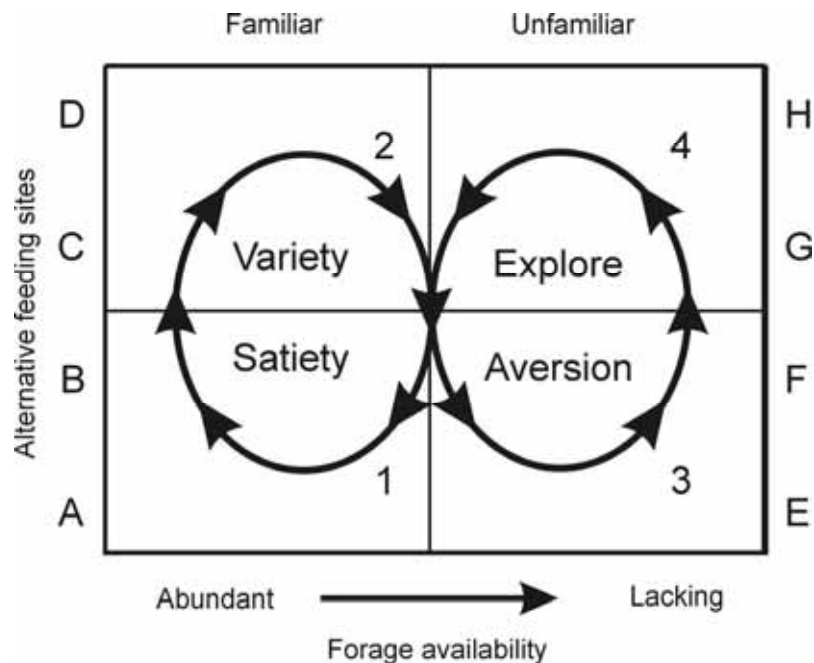 Familiar
Unfamiliar
Alternative feeding sites
D
C
B
A
2
Variety
Satiety
1
4
Explore
Aversion
3
H
G
F
E
Abundant
Lacking
Forage availability